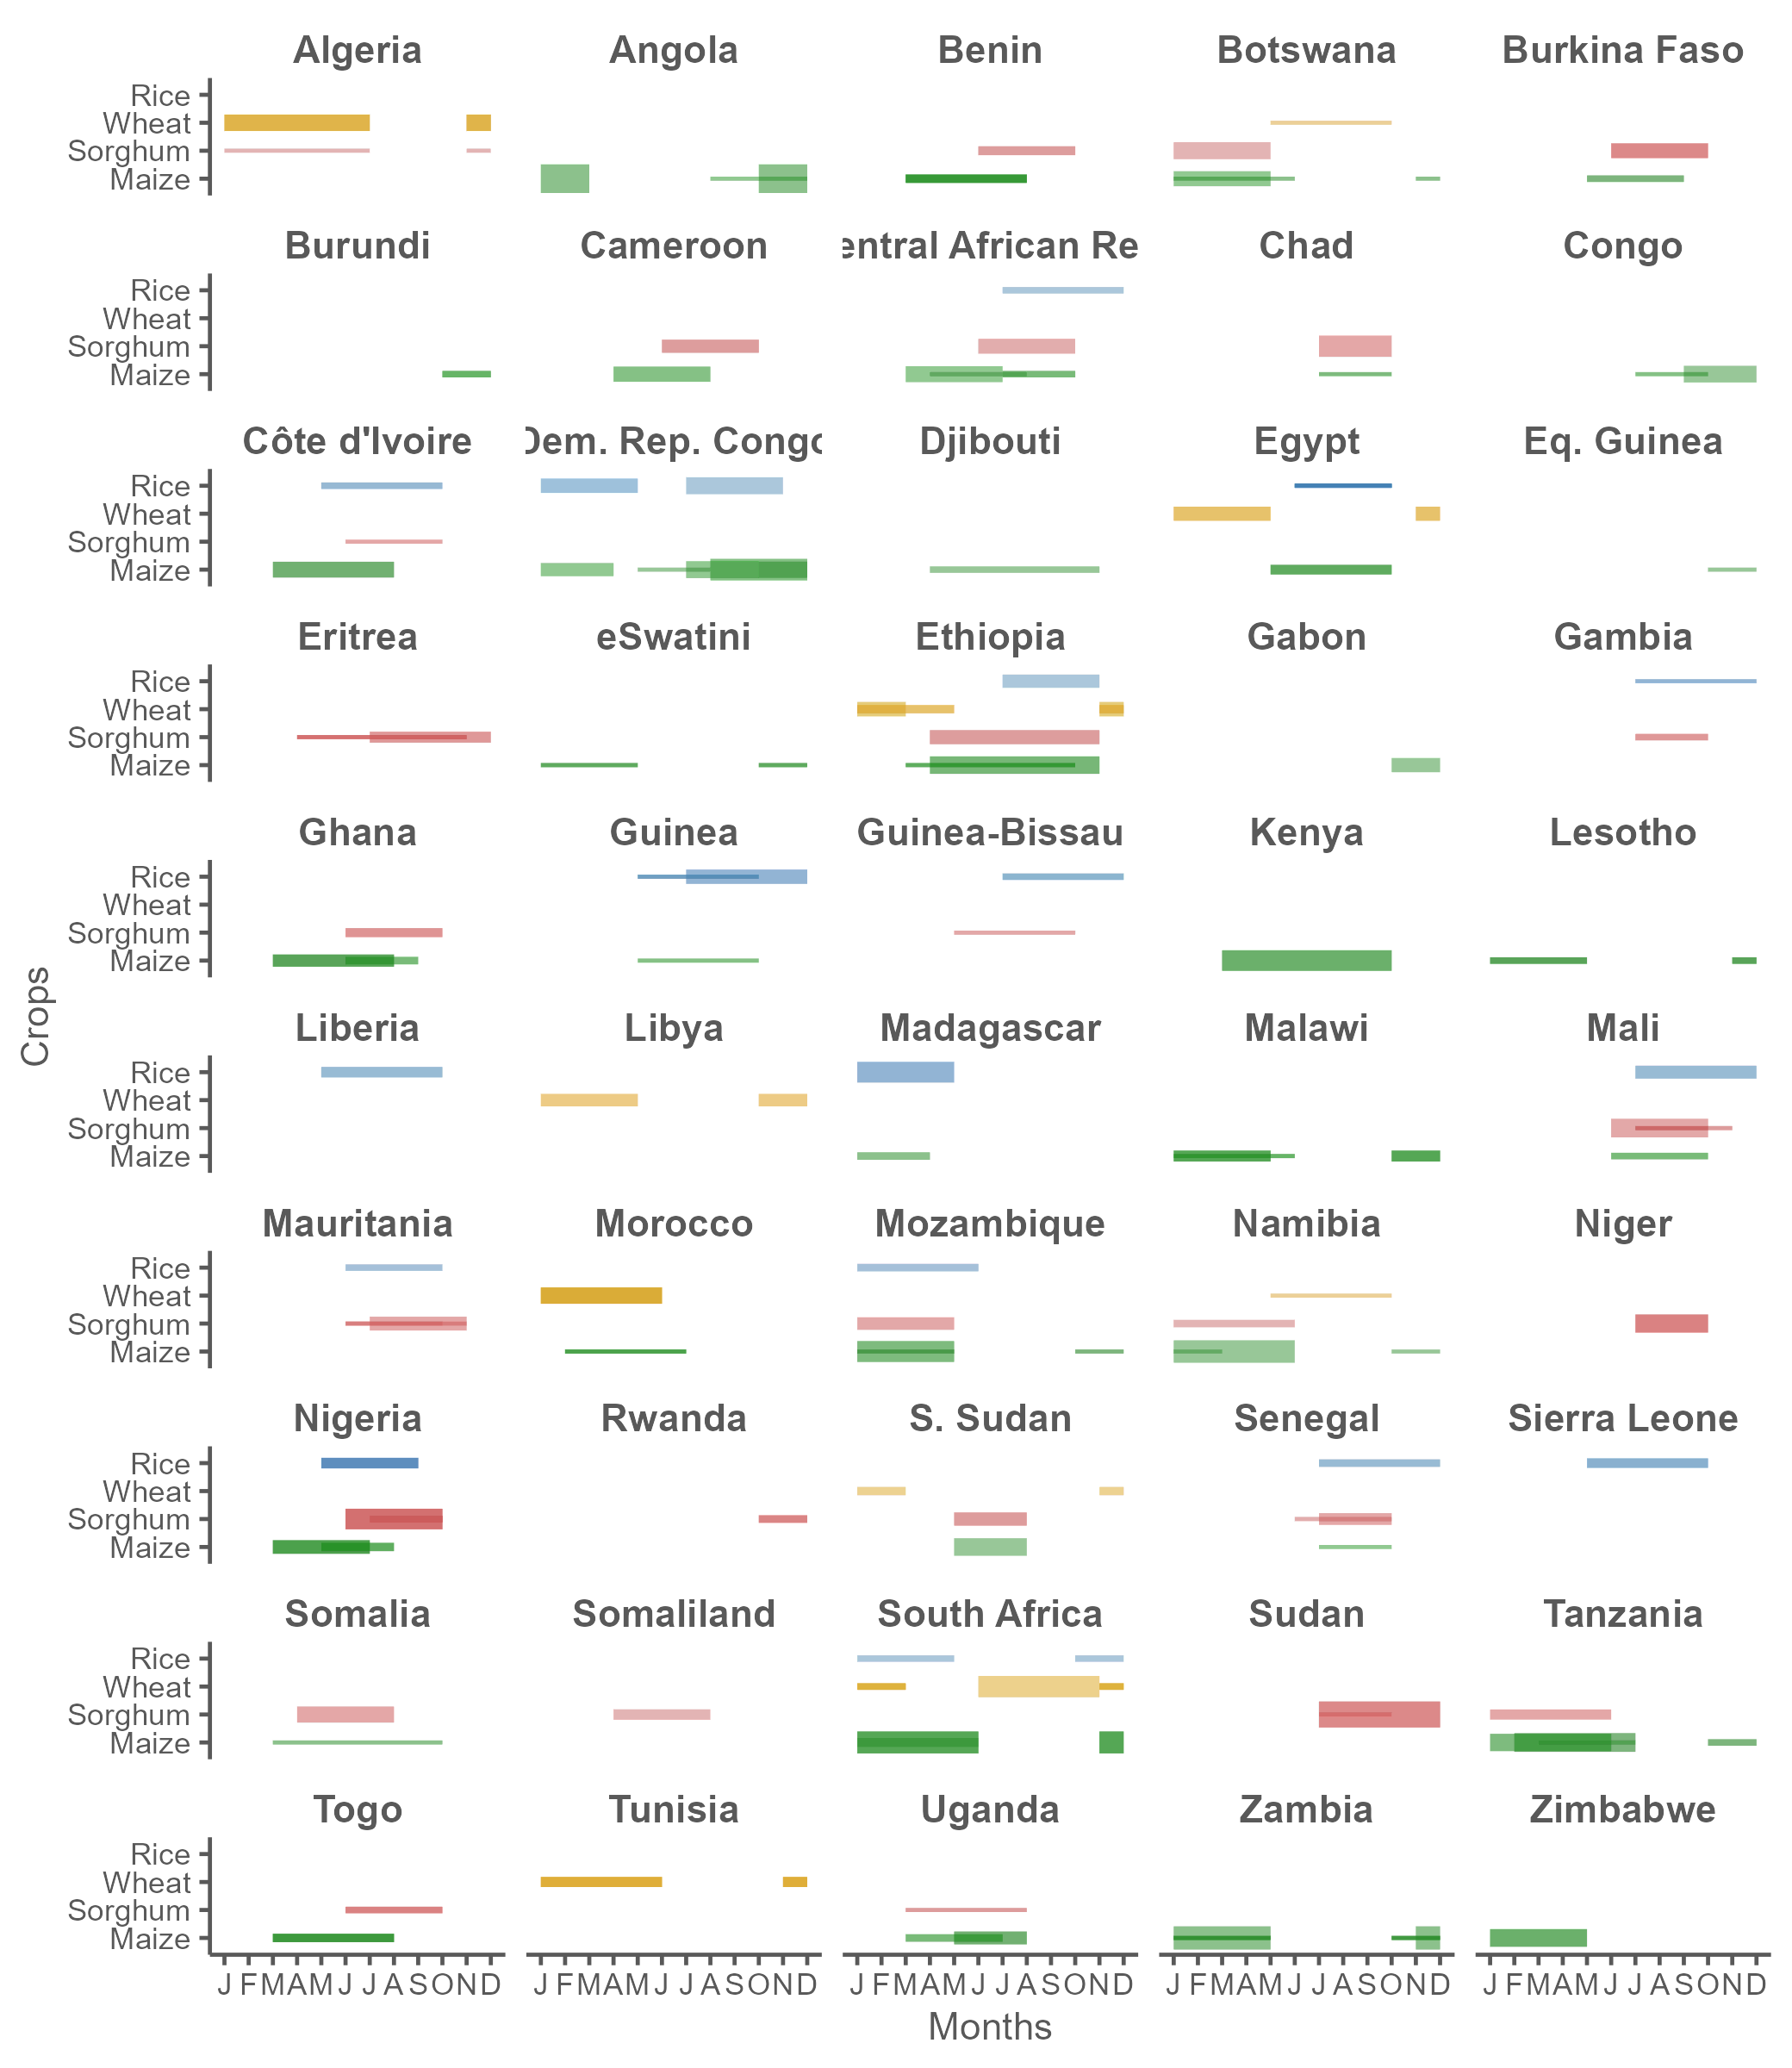 Algeria Angola Benin Botswana Burkina Faso
Rice
Wheat
Sorghum
Maize
Burundi Cameroon entral African Re Chad Congo
Rice
Wheat
Sorghum
Maize
Côte d'Ivoire Dem. Rep. Congo Djibouti Egypt Eq. Guinea
Rice
Wheat
Sorghum
Maize
Eritrea eSwatini Ethiopia Gabon Gambia
Rice
Wheat
Sorghum
Maize
Ghana Guinea Guinea-Bissau Kenya Lesotho
Rice
Wheat
Sorghum
Maize
Crops
Liberia Libya Madagascar Malawi Mali
Rice
Wheat
Sorghum
Maize
Mauritania Morocco Mozambique Namibia Niger
Rice
Wheat
Sorghum
Maize
Nigeria Rwanda S. Sudan Senegal Sierra Leone
Rice
Wheat
Sorghum
Maize
Somalia Somaliland South Africa Sudan Tanzania
Rice
Wheat
Sorghum
Maize
Togo Tunisia Uganda Zambia Zimbabwe
Rice
Wheat
Sorghum
Maize
J F M A M J J A S O N D J F M A M J J A S O N D J F M A M J J A S O N D J F M A M J J A S O N D J F M A M J J A S O N D
Months